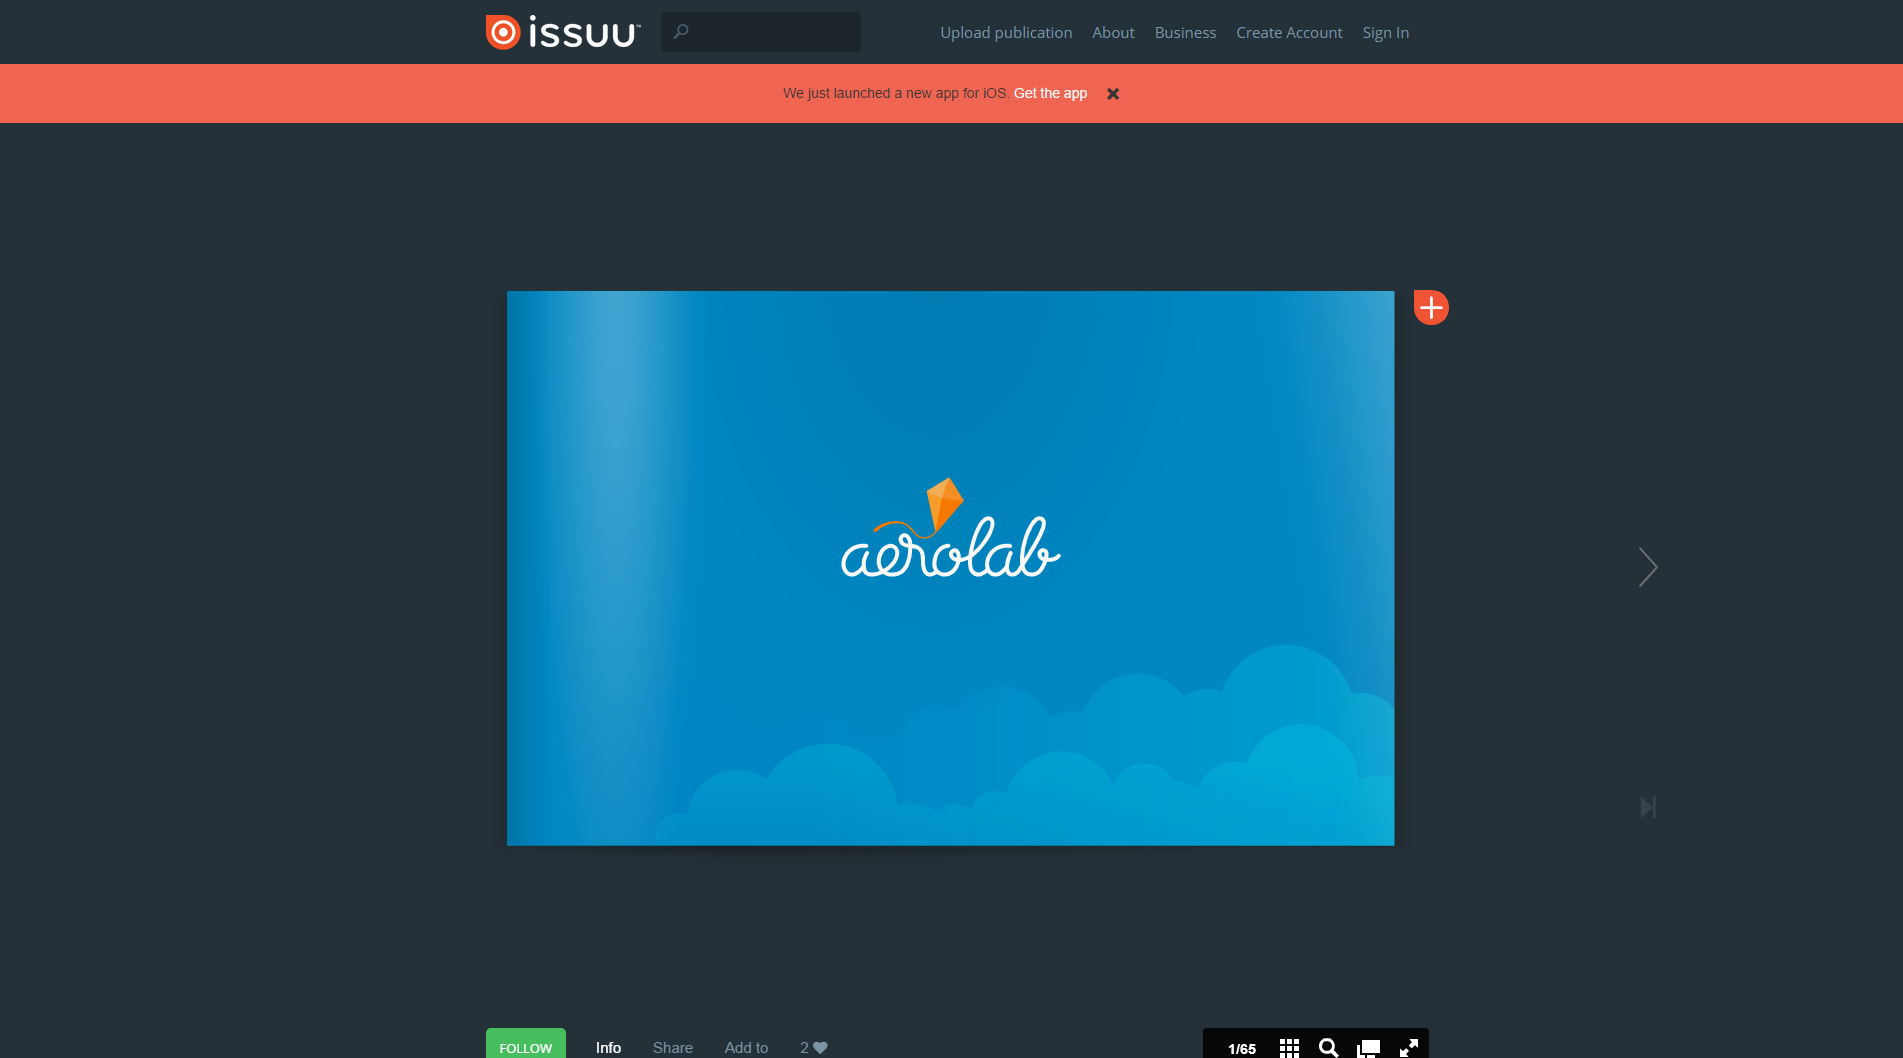 issuu™
Upload publication About Business Create Account Sign In
We just launched a new app for iOS. Get the app
aerolab
FOLLOW Info Share Add to 2
1/65